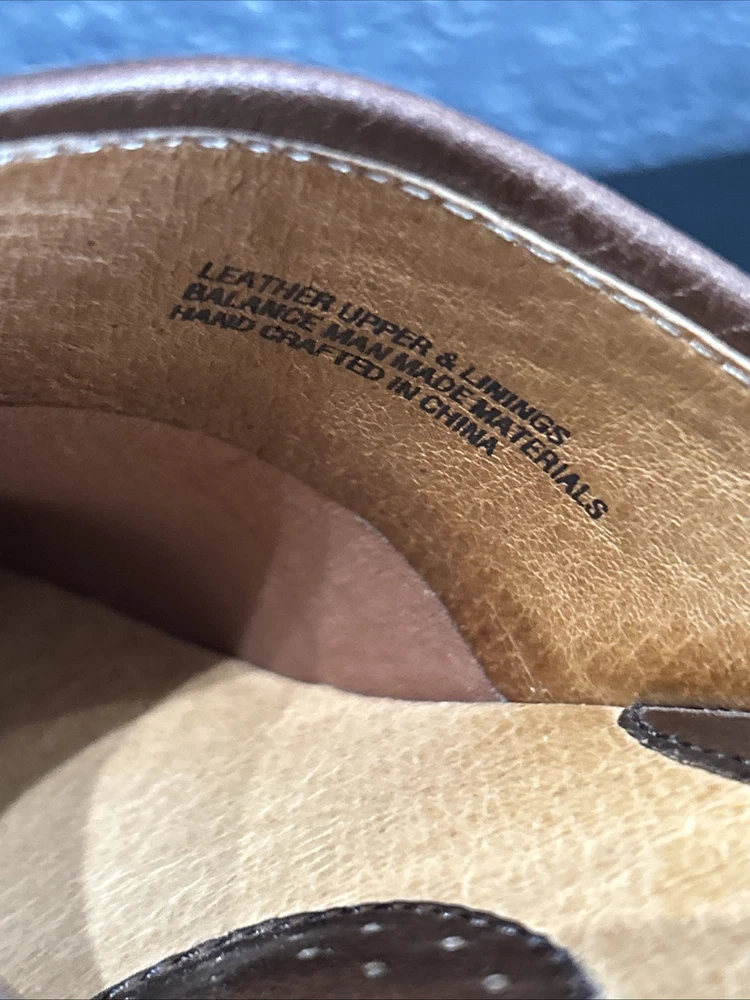 LEATHER UPPER & LININGS
BALANCE MAN MADE MATERIALS
HAND CRAFTED IN CHINA